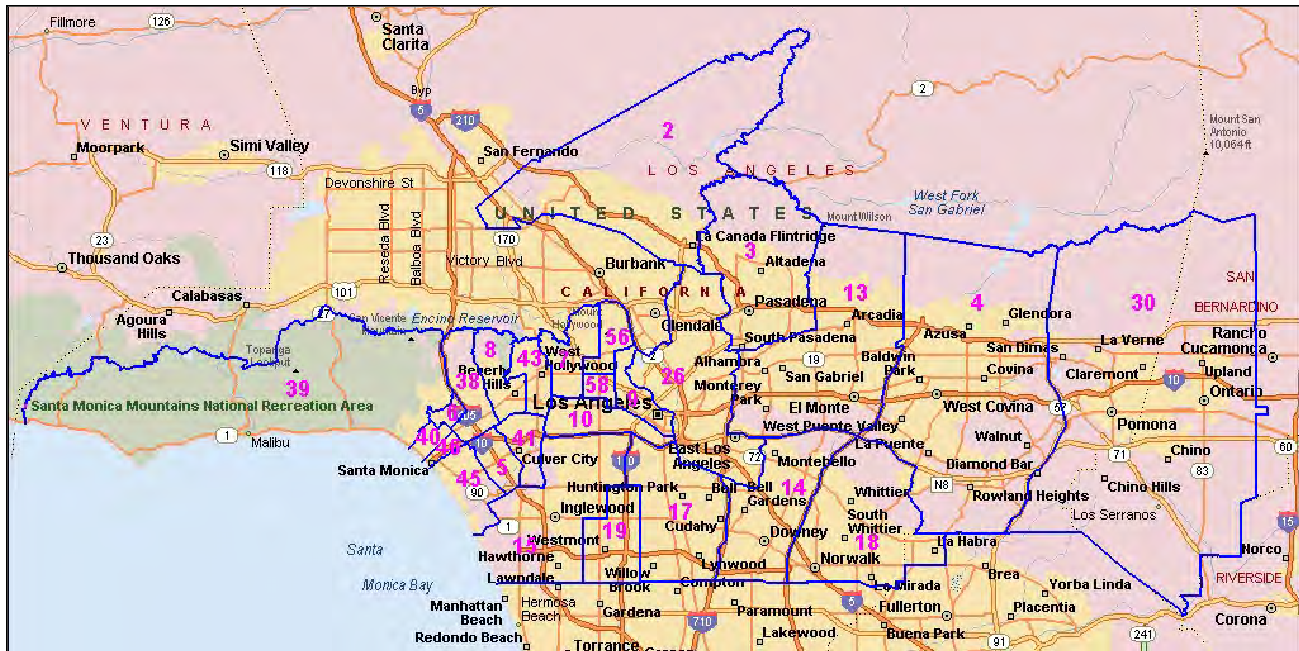 Fillmore
126
Santa
Clarita
Byp
5
210
2
V E N T U R A
Moorpark
Simi Valley
118
San Fernando
2
Mount San
Antonio
10,064 ft
L O S A N G E L E S
Devonshire St
West Fork
San Gabriel
Reseda Blvd
Balboa Blvd
U N I T E D S T A T E S
Mount Wilson
23
170
La Canada Flintridge
Thousand Oaks
Victory Blvd
Burbank
3
Altadena
SAN
BERNARDINO
Calabasas
101
C A L I F O R N I A
Pasadena
13
4
30
Agoura
Hills
27
San Vicente
Mountain
Encino Reservoir
Mount
Hollywood
Glendale
Arcadia
Glendora
Azusa
South Pasadena
Rancho
Cucamonga
56
8
43
West
Hollywood
2
Alhambra
19
Baldwin
Park
San Dimas
La Verne
Topanga
Lookout
Beverly
Hills
38
58
26
San Gabriel
Covina
Claremont
10
Upland
39
Monterey
Park
Ontario
Santa Monica Mountains National Recreation Area
6
Los Angeles
9
El Monte
West Covina
57
1
Malibu
40
46
10
41
10
West Puente Valley
Pomona
East Los
Angeles
72
La Puente
Walnut
60
Santa Monica
Culver City
5
110
Montebello
Diamond Bar
71
Chino
45
90
Huntington Park
Bell
Bell
Gardens
14
Whittier
N8
Rowland Heights
83
Chino Hills
Inglewood
17
Cudahy
South
Whittier
Los Serranos
15
1
19
Downey
18
Santa
Monica Bay
Westmont
Hawthorne
Lynwood
Norwalk
La Habra
Norco
Lawndale
Willow
Brook
Compton
La Mirada
Brea
Yorba Linda
RIVERSIDE
Manhattan
Beach
Hermosa
Beach
Gardena
Paramount
5
Fullerton
Placentia
Corona
Redondo Beach
710
Lakewood
Buena Park
91
241
Torrance